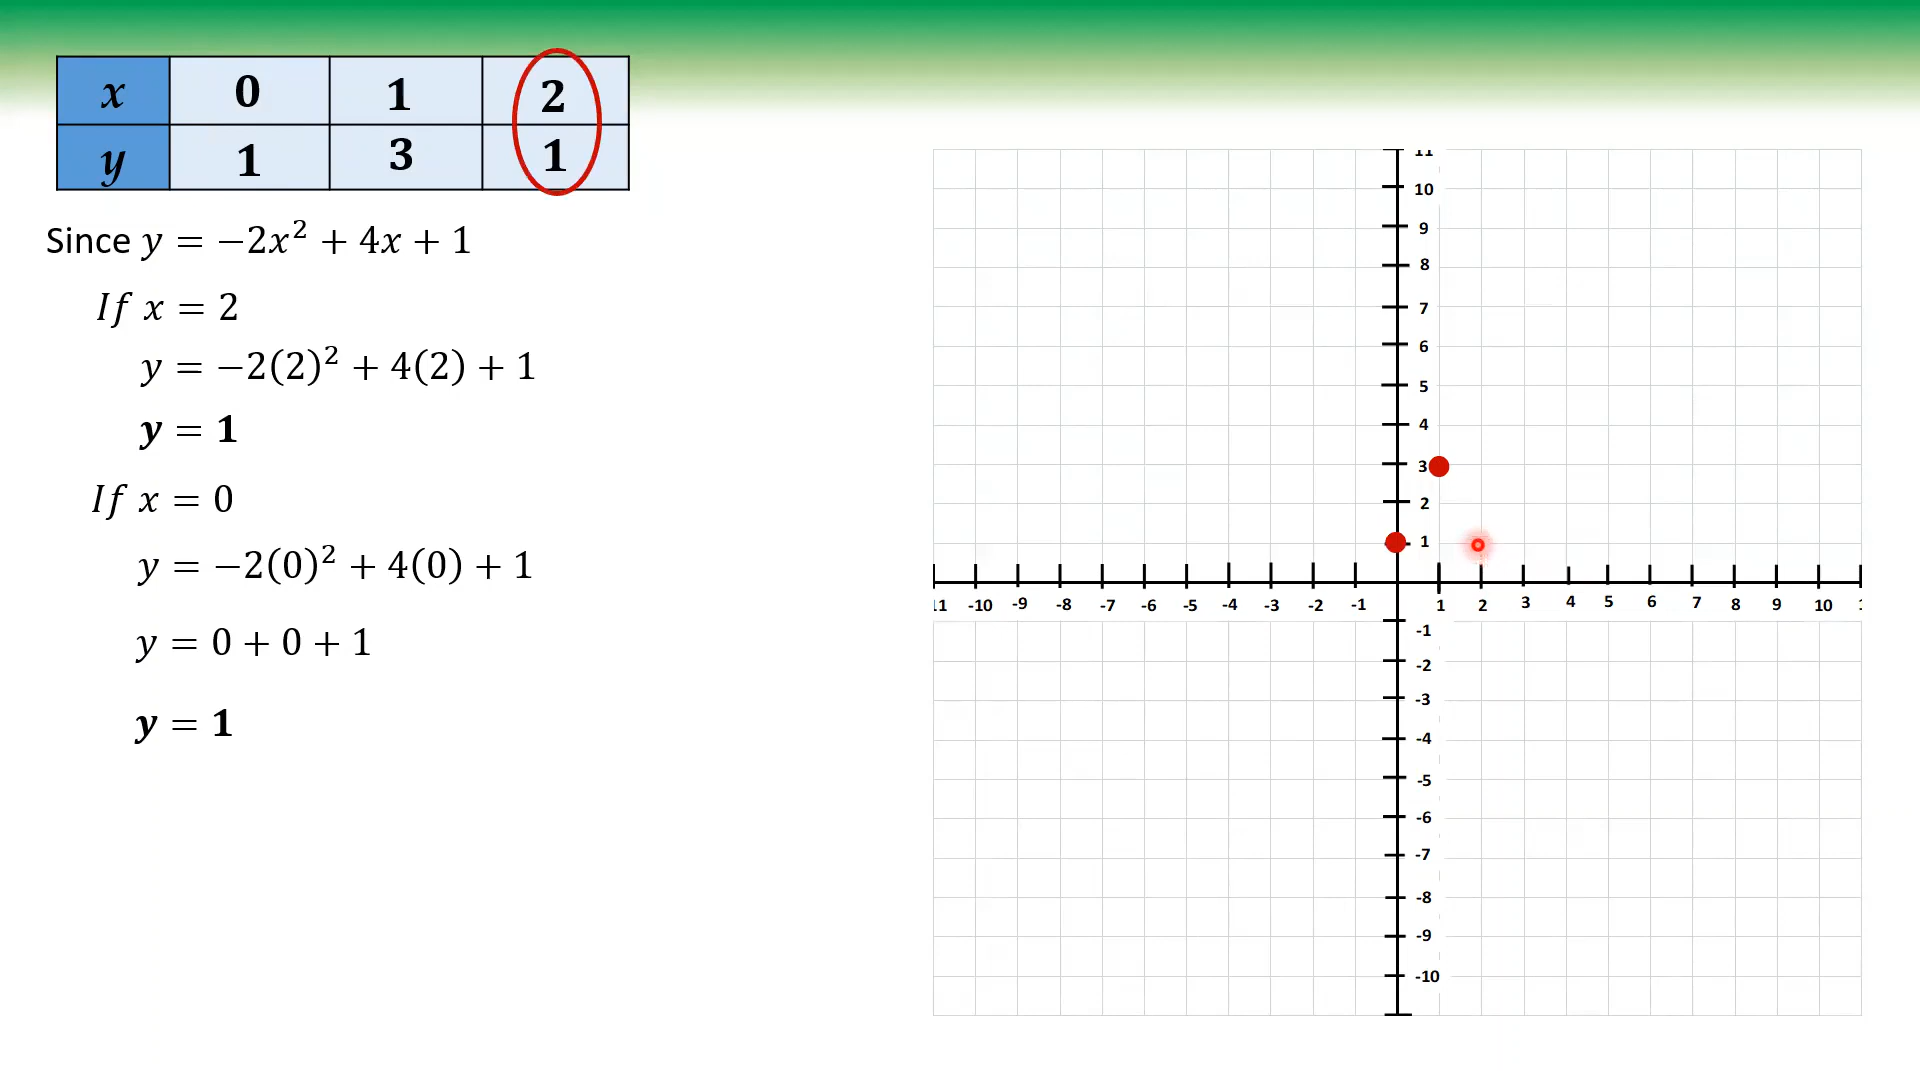 x 0 1 2
y 1 3 1
Since y = −2x² + 4x + 1
If x = 2
y = −2(2)² + 4(2) + 1
y = 1
If x = 0
y = −2(0)² + 4(0) + 1
y = 0 + 0 + 1
y = 1
11
10
9
8
7
6
5
4
3
2
1
11 -10 -9 -8 -7 -6 -5 -4 -3 -2 -1 1 2 3 4 5 6 7 8 9 10
-1
-2
-3
-4
-5
-6
-7
-8
-9
-10